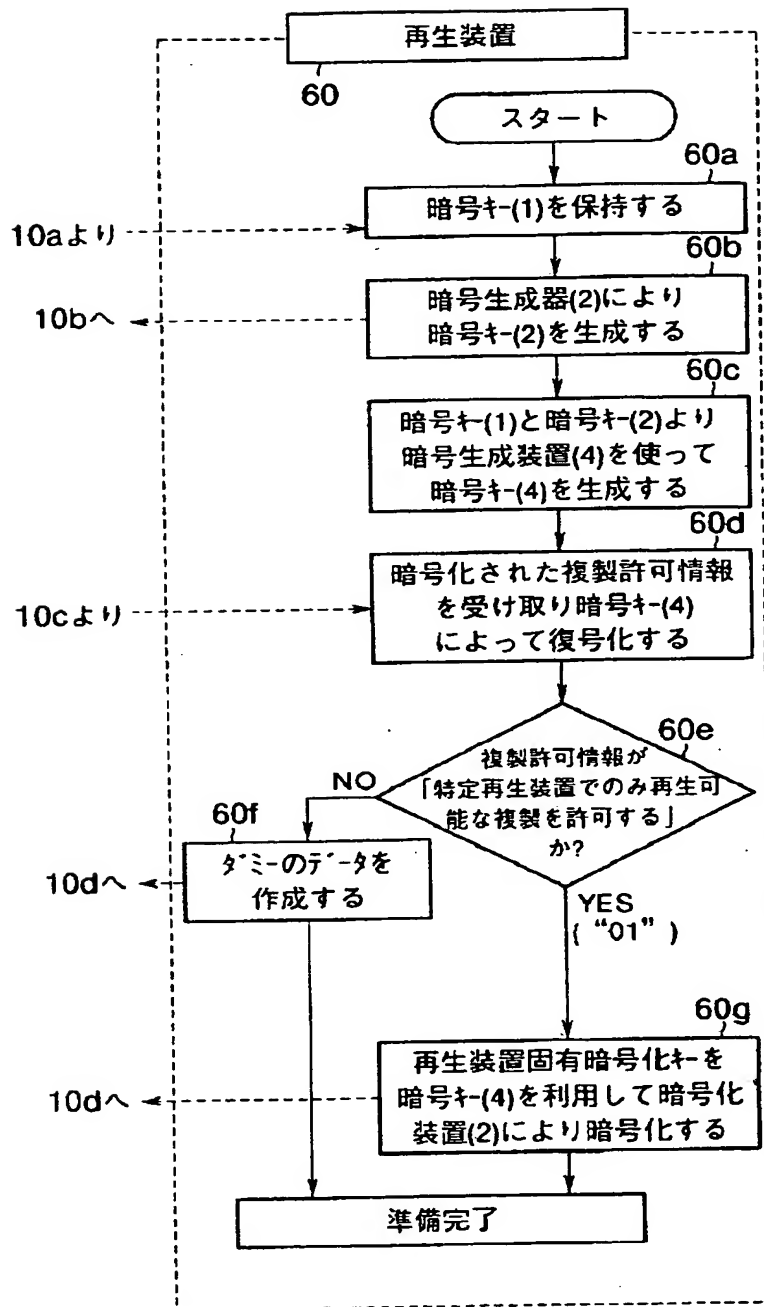 再生装置
60
スタート
60a
暗号ｷｰ(1)を保持する
10aより
60b
暗号生成器(2)により
暗号ｷｰ(2)を生成する
10bへ
60c
暗号ｷｰ(1)と暗号ｷｰ(2)より
暗号生成装置(4)を使って
暗号ｷｰ(4)を生成する
60d
暗号化された複製許可情報
を受け取り暗号ｷｰ(4)
によって復号化する
10cより
60e
複製許可情報が
「特定再生装置でのみ再生可
能な複製を許可する」
か?
NO
60f
ﾀﾞﾐｰのﾃﾞｰﾀを
作成する
10dへ
YES
("01")
60g
再生装置固有暗号化ｷｰを
暗号ｷｰ(4)を利用して暗号化
装置(2)により暗号化する
10dへ
準備完了